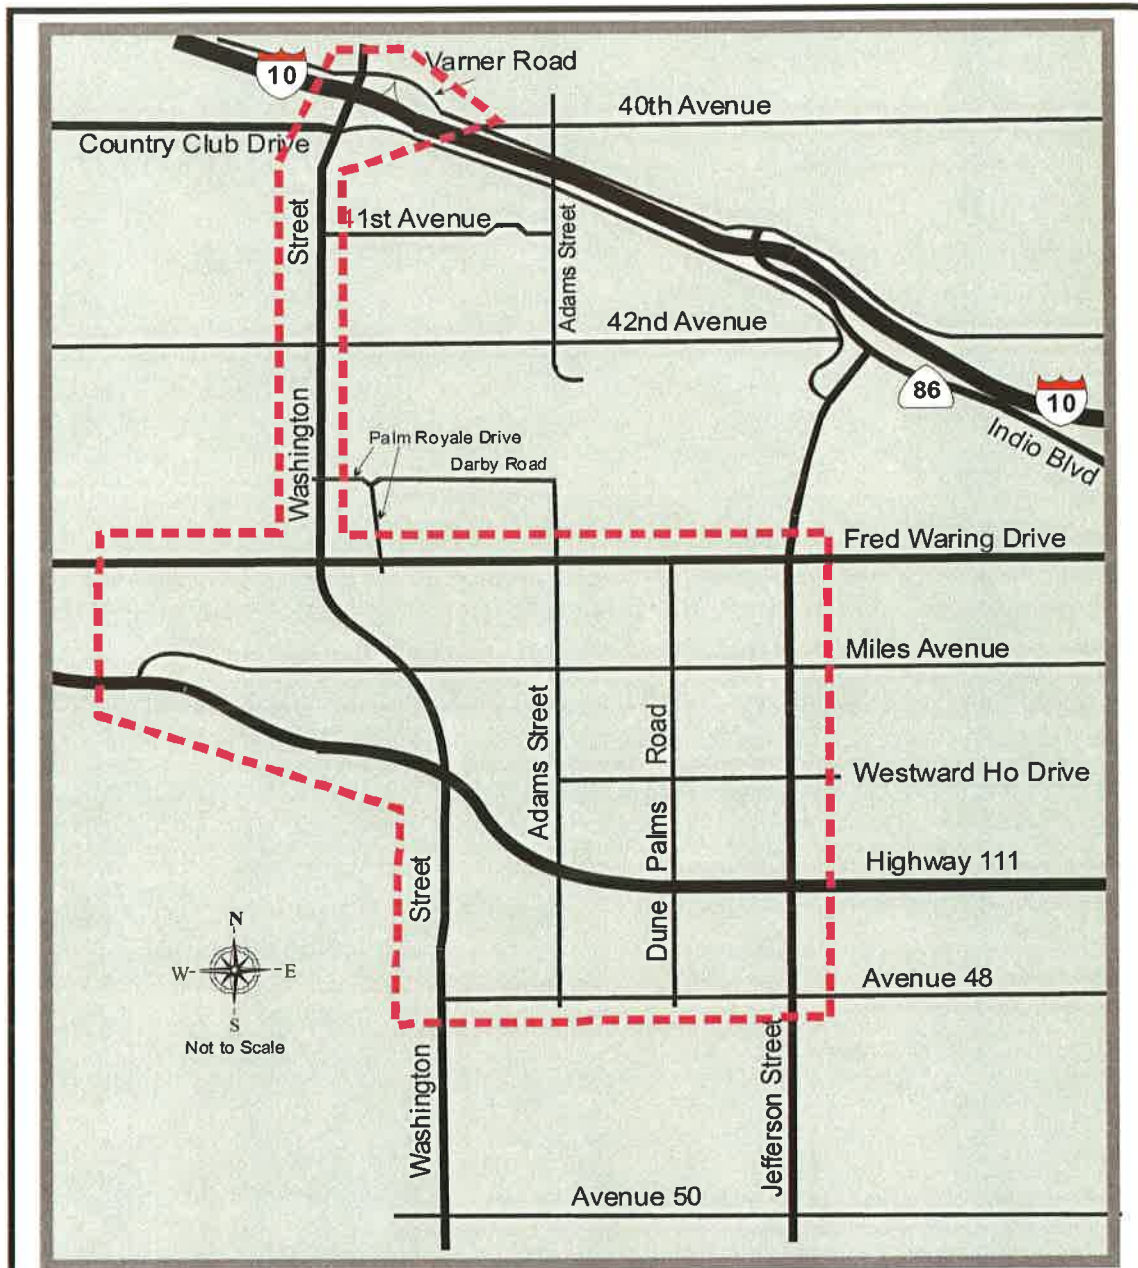 10
Varner Road
40th Avenue
Country Club Drive
Street
41st Avenue
Adams Street
42nd Avenue
86
10
Indio Blvd
Washington
Palm Royale Drive
Darby Road
Fred Waring Drive
Miles Avenue
Adams Street
Road
Westward Ho Drive
Palms
Highway 111
Street
Dune
N
W
E
S
Avenue 48
Not to Scale
Washington
Jefferson Street
Avenue 50